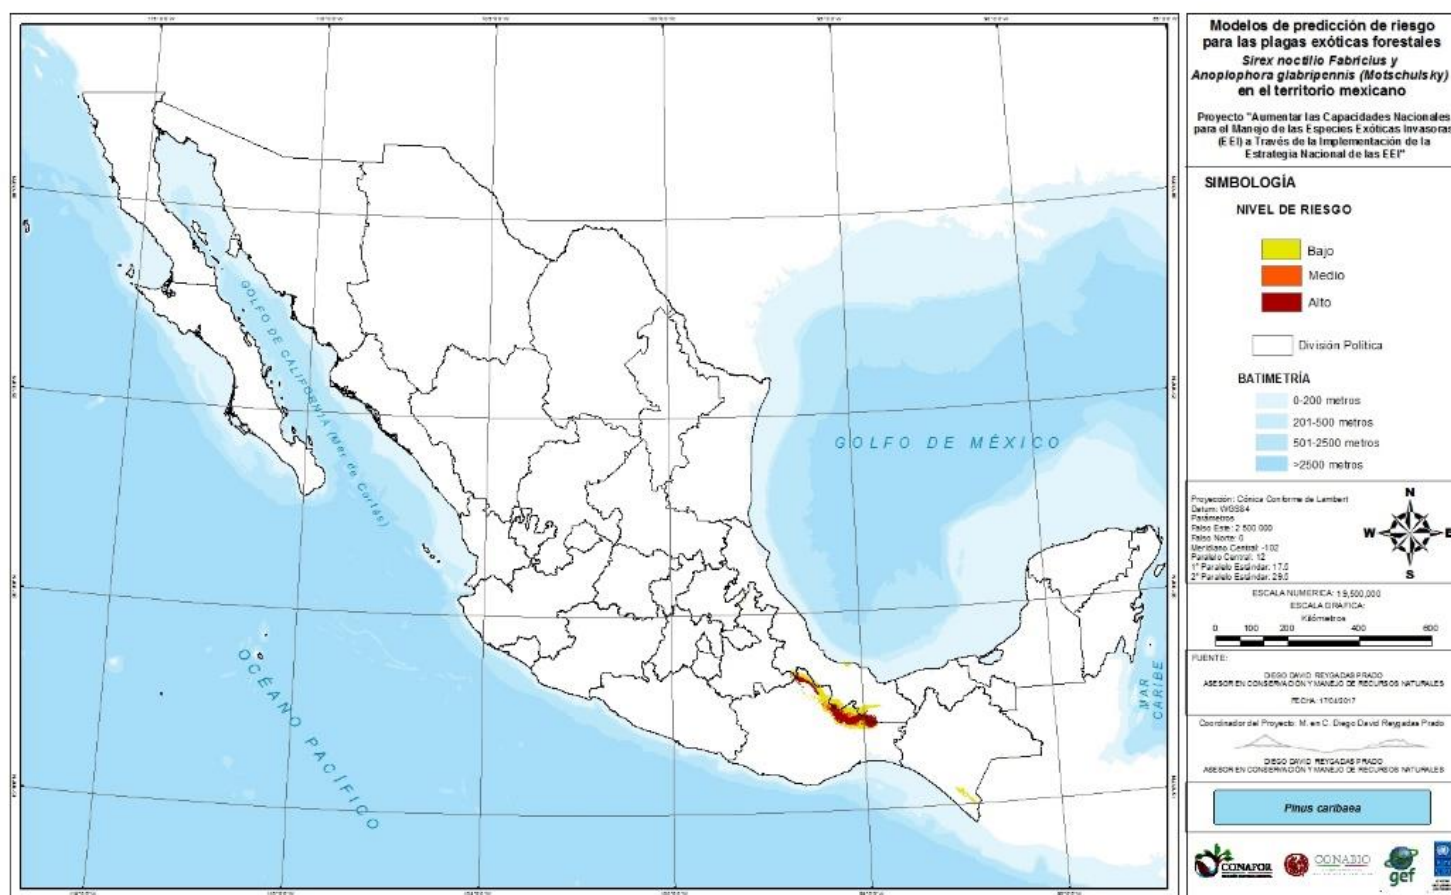 Modelos de predicción de riesgo
para las plagas exóticas forestales
Sirex noctilio Fabricius y
Anoplophora glabripennis (Motschulsky)
en el territorio mexicano
Proyecto "Aumentar las Capacidades Nacionales
para el Manejo de las Especies Exóticas Invasoras
(EEI) a Través de la Implementación de la
Estrategia Nacional de las EEI"
SIMBOLOGÍA
NIVEL DE RIESGO
Bajo
Medio
Alto
División Política
BATIMETRÍA
0-200 metros
201-500 metros
501-2500 metros
>2500 metros
Proyección: Cónica Conforme de Lambert
Datum: WGS84
Parámetros
Falso Este: 2 500 000
Falso Norte: 0
Meridiano Central: -102
Paralelo Central: 12
1° Paralelo Estándar: 17.5
2° Paralelo Estándar: 29.5
N
W E
S
ESCALA NUMERICA: 1:9,500,000
ESCALA GRAFICA:
Kilómetros
0 100 200 400 600
FUENTE:
DIEGO DAVID REYGADAS PRADO
ASESOR EN CONSERVACIÓN Y MANEJO DE RECURSOS NATURALES
FECHA: 17/04/2017
Coordinador del Proyecto: M. en C. Diego David Reygadas Prado
DIEGO DAVID REYGADAS PRADO
ASESOR EN CONSERVACIÓN Y MANEJO DE RECURSOS NATURALES
Pinus caribaea
CONAFOR
CONABIO
gef
GOLFO DE CALIFORNIA (Mar de Cortés)
GOLFO DE MÉXICO
OCÉANO PACÍFICO
MAR CARIBE